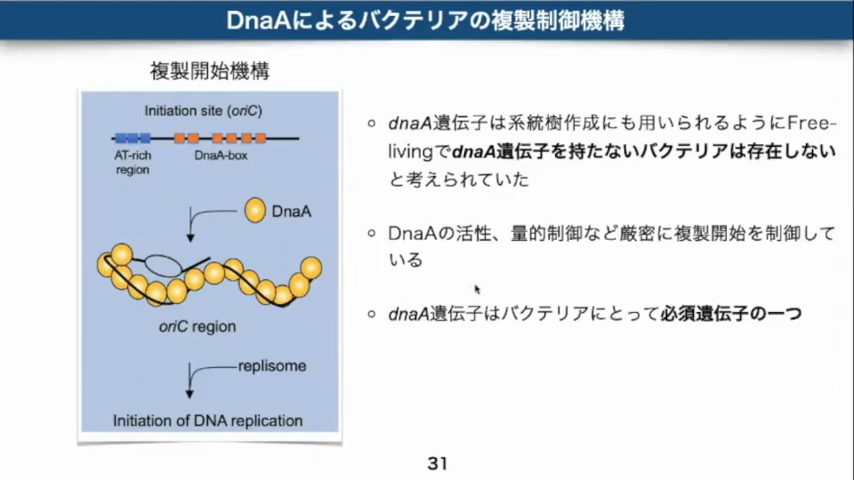 DnaAによるバクテリアの複製制御機構
複製開始機構
Initiation site (oriC)
AT-rich
region
DnaA-box
DnaA
oriC region
replisome
Initiation of DNA replication
○ dnaA遺伝子は系統樹作成にも用いられるようにFree-
livingでdnaA遺伝子を持たないバクテリアは存在しない
と考えられていた
○ DnaAの活性、量的制御など厳密に複製開始を制御して
いる
○ dnaA遺伝子はバクテリアにとって必須遺伝子の一つ
31